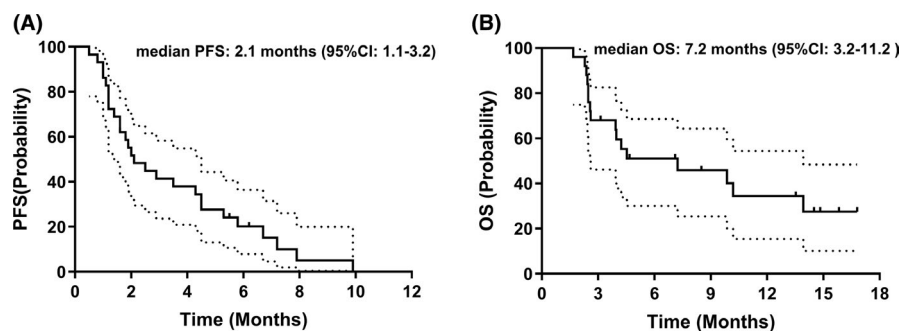 (A)
median PFS: 2.1 months (95%CI: 1.1-3.2)
PFS(Probability)
100
80
60
40
20
0
0 2 4 6 8 10 12
Time (Months)
(B)
median OS: 7.2 months (95%CI: 3.2-11.2 )
OS (Probability)
100
80
60
40
20
0
0 3 6 9 12 15 18
Time (Months)